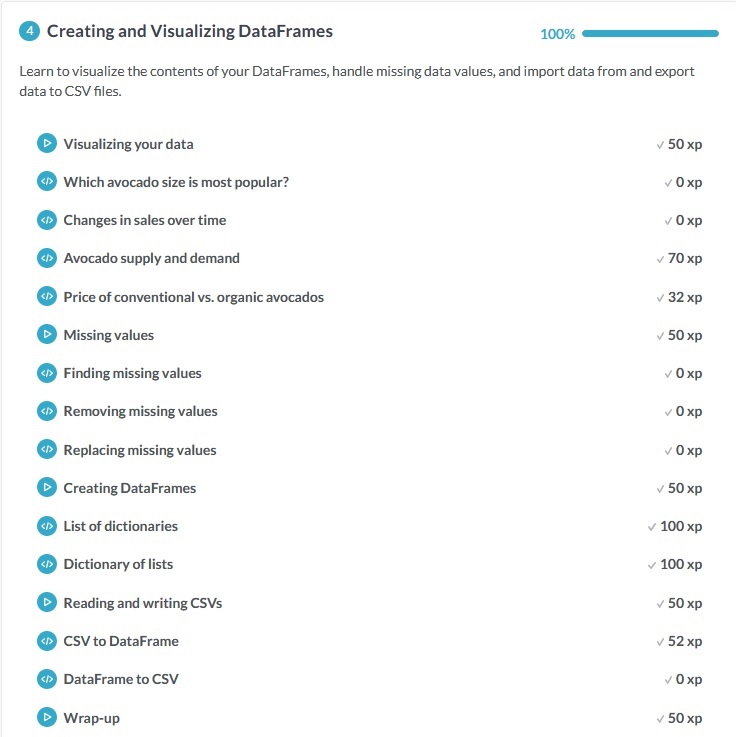 4 Creating and Visualizing DataFrames 100%
Learn to visualize the contents of your DataFrames, handle missing data values, and import data from and export
data to CSV files.
Visualizing your data ✓ 50 xp
</> Which avocado size is most popular? ✓ 0 xp
</> Changes in sales over time ✓ 0 xp
</> Avocado supply and demand ✓ 70 xp
</> Price of conventional vs. organic avocados ✓ 32 xp
Missing values ✓ 50 xp
</> Finding missing values ✓ 0 xp
</> Removing missing values ✓ 0 xp
</> Replacing missing values ✓ 0 xp
Creating DataFrames ✓ 50 xp
</> List of dictionaries ✓ 100 xp
</> Dictionary of lists ✓ 100 xp
Reading and writing CSVs ✓ 50 xp
</> CSV to DataFrame ✓ 52 xp
</> DataFrame to CSV ✓ 0 xp
Wrap-up ✓ 50 xp